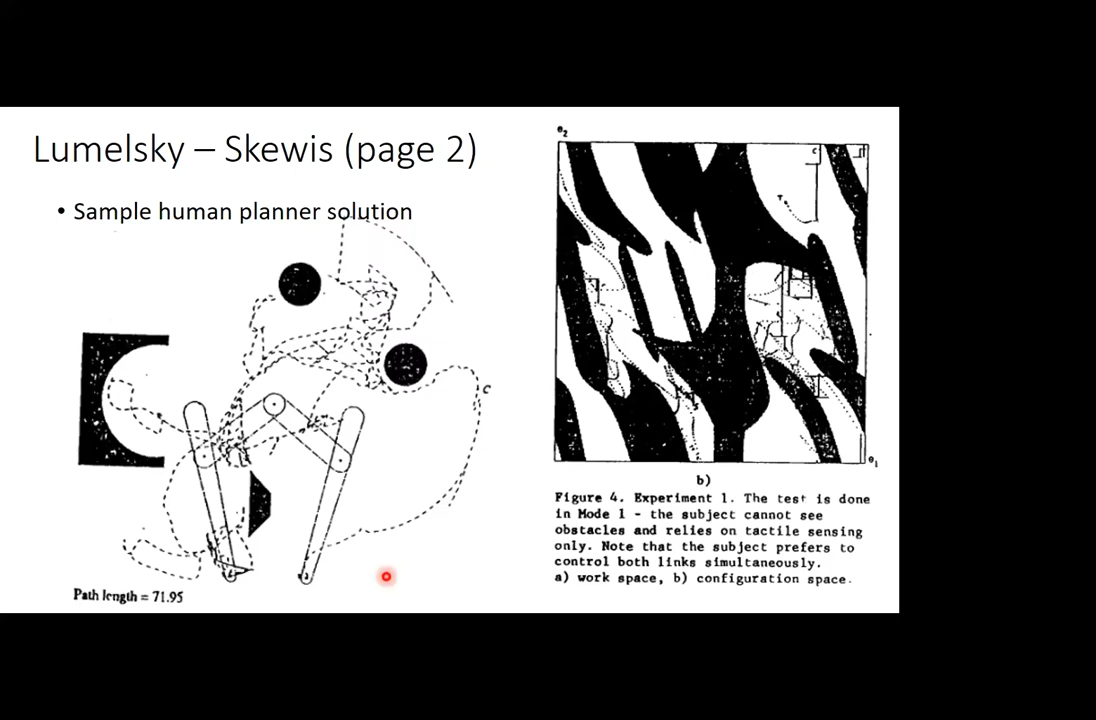 Lumelsky – Skewis (page 2)
• Sample human planner solution
C
Path length = 71.95
θ2
C
T
θ1
b)
Figure 4. Experiment 1. The test is done
in Mode 1 - the subject cannot see
obstacles and relies on tactile sensing
only. Note that the subject prefers to
control both links simultaneously.
a) work space, b) configuration space.